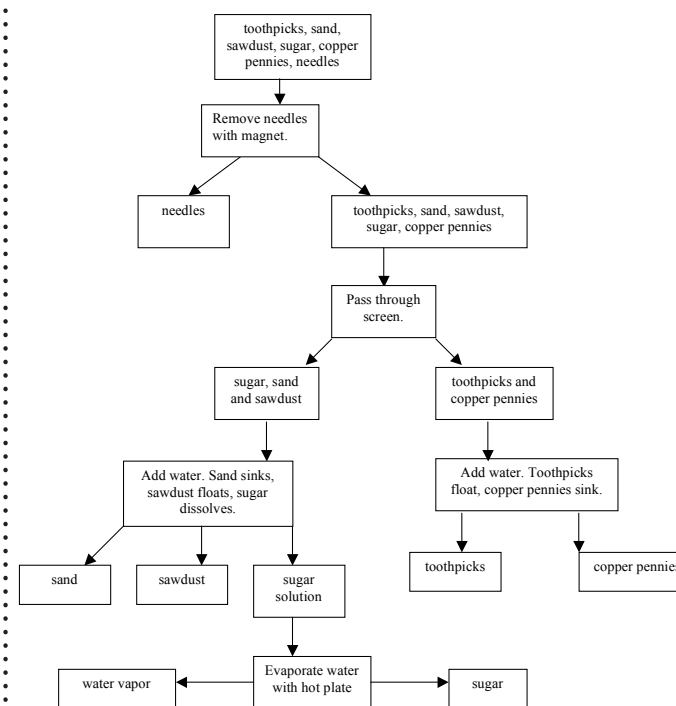 toothpicks, sand,
sawdust, sugar, copper
pennies, needles
Remove needles
with magnet.
needles
toothpicks, sand, sawdust,
sugar, copper pennies
Pass through
screen.
sugar, sand
and sawdust
toothpicks and
copper pennies
Add water. Sand sinks,
sawdust floats, sugar
dissolves.
Add water. Toothpicks
float, copper pennies sink.
sand
sawdust
sugar
solution
toothpicks
copper pennies
water vapor
Evaporate water
with hot plate
sugar